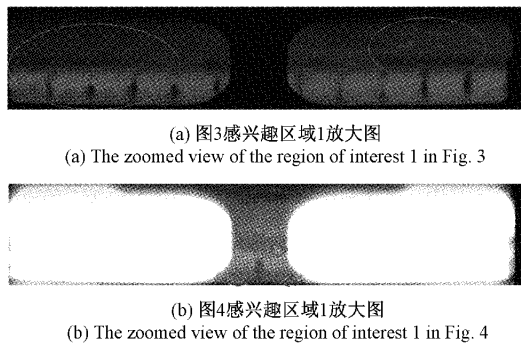 (a) 图3感兴趣区域1放大图
(a) The zoomed view of the region of interest 1 in Fig. 3
(b) 图4感兴趣区域1放大图
(b) The zoomed view of the region of interest 1 in Fig. 4